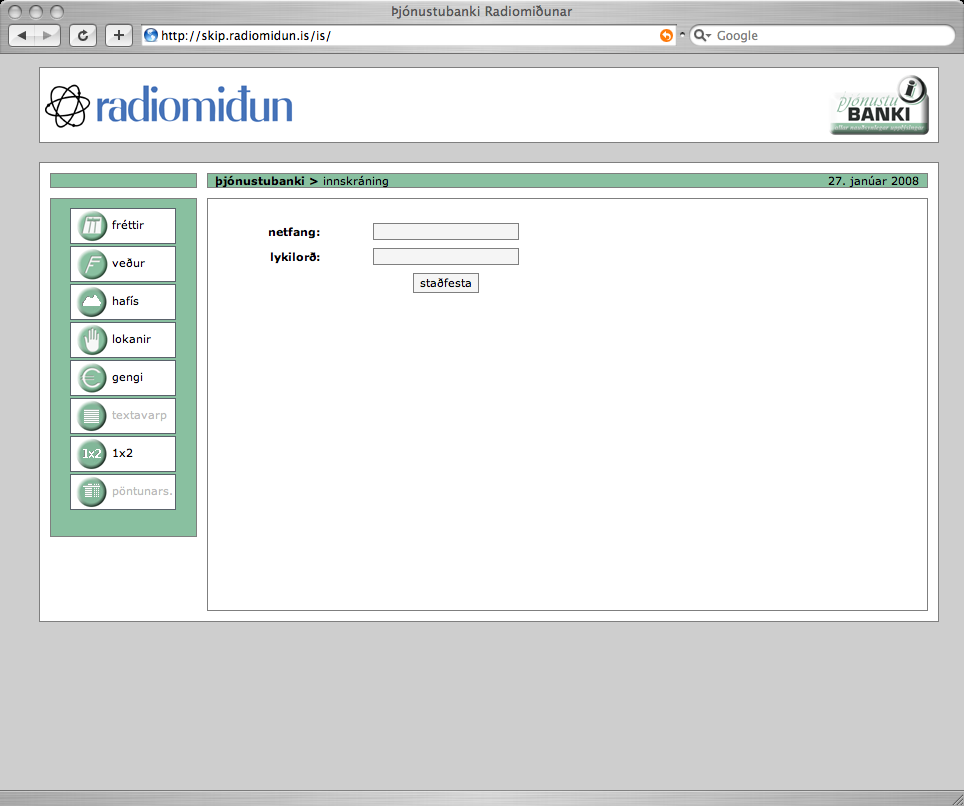 Þjónustubanki Radiomiðunar
http://skip.radiomidun.is/is/
Google
radiomiðun
þjónustu
BANKI
þjónustubanki > innskráning
27. janúar 2008
fréttir
veður
hafís
lokanir
gengi
textavarp
1x2 1x2
pöntunars.
netfang:
lykilorð:
staðfesta